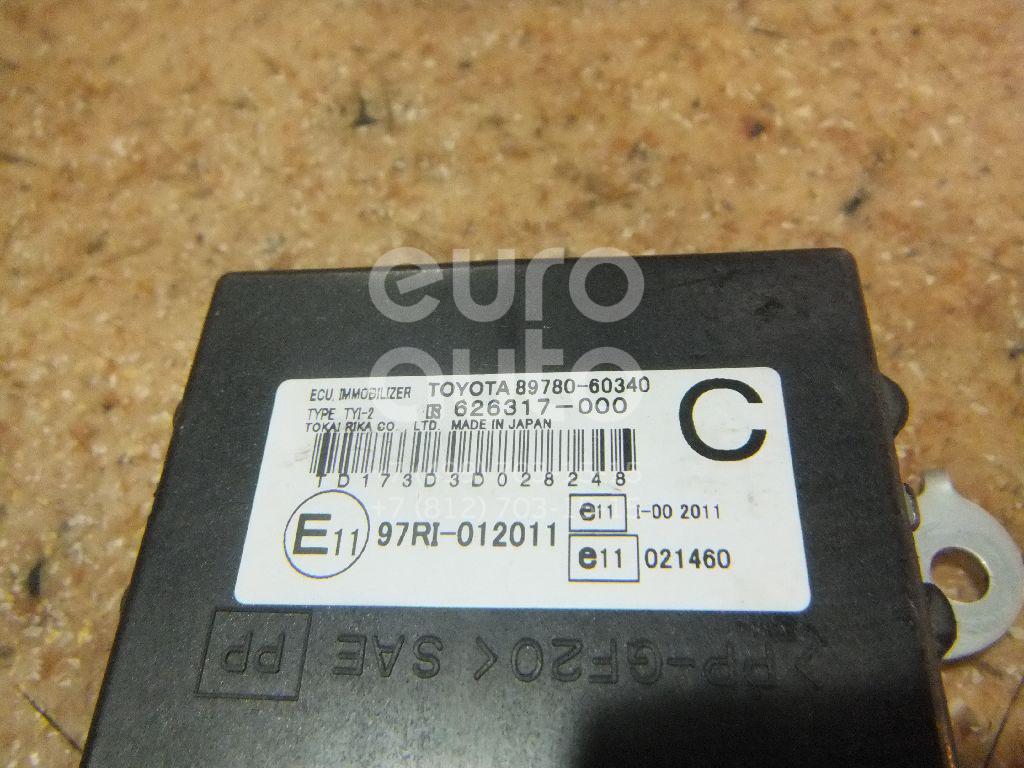 euro
auto
ECU, IMMOBILIZER TOYOTA 89780-60340
TYPE TYI-2 626317-000
TOKAI RIKA CO., LTD. MADE IN JAPAN
C
TD173D3D028248
E11 97RI-012011
e11 I-00 2011
e11 021460
+7 (812) 703-
>PP-GF20< SAE PP